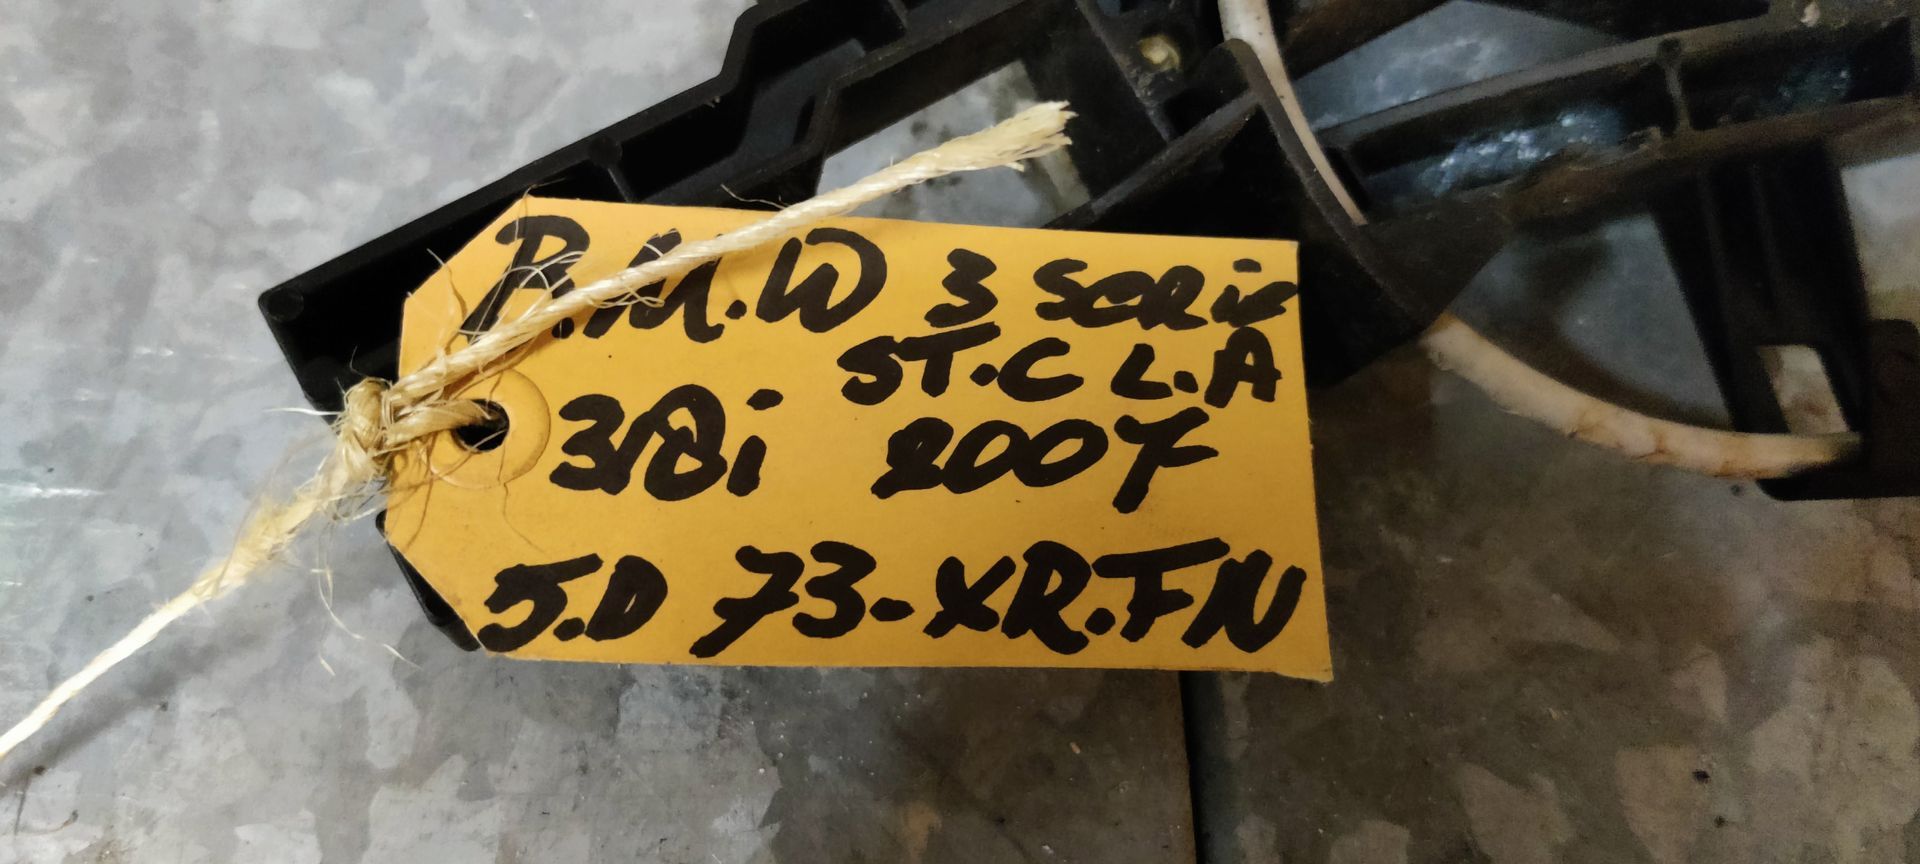 B.M.W 3 SERie
ST.C L.A
318i 2007
5.D 73-XR.FN